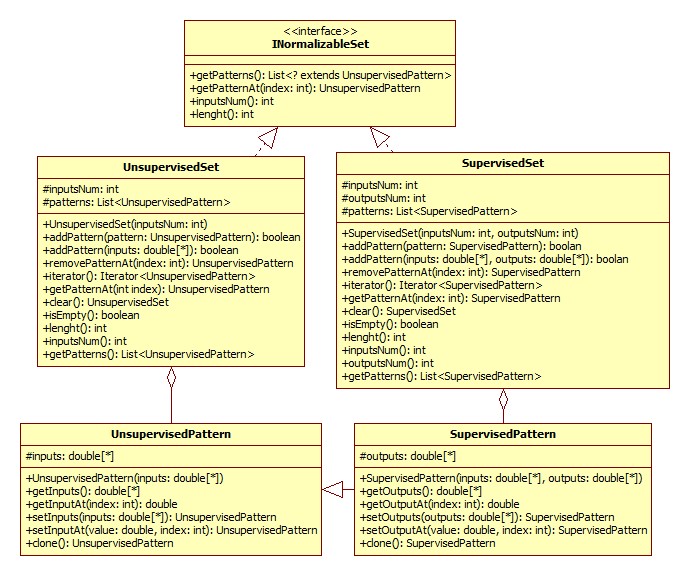 <<interface>>
INormalizableSet
+getPatterns(): List<? extends UnsupervisedPattern>
+getPatternAt(index: int): UnsupervisedPattern
+inputsNum(): int
+lenght(): int
UnsupervisedSet
#inputsNum: int
#patterns: List<UnsupervisedPattern>
+UnsupervisedSet(inputsNum: int)
+addPattern(pattern: UnsupervisedPattern): boolean
+addPattern(inputs: double[*]): boolean
+removePatternAt(index: int): UnsupervisedPattern
+iterator(): Iterator<UnsupervisedPattern>
+getPatternAt(int index): UnsupervisedPattern
+clear(): UnsupervisedSet
+isEmpty(): boolean
+lenght(): int
+inputsNum(): int
+getPatterns(): List<UnsupervisedPattern>
SupervisedSet
#inputsNum: int
#outputsNum: int
#patterns: List<SupervisedPattern>
+SupervisedSet(inputsNum: int, outputsNum: int)
+addPattern(pattern: SupervisedPattern): boolan
+addPattern(inputs: double[*], outputs: double[*]): boolan
+removePatternAt(index: int): SupervisedPattern
+iterator(): Iterator<SupervisedPattern>
+getPatternAt(index: int): SupervisedPattern
+clear(): SupervisedSet
+isEmpty(): boolean
+lenght(): int
+inputsNum(): int
+outputsNum(): int
+getPatterns(): List<SupervisedPattern>
UnsupervisedPattern
#inputs: double[*]
+UnsupervisedPattern(inputs: double[*])
+getInputs(): double[*]
+getInputAt(index: int): double
+setInputs(inputs: double[*]): UnsupervisedPattern
+setInputAt(value: double, index: int): UnsupervisedPattern
+clone(): UnsupervisedPattern
SupervisedPattern
#outputs: double[*]
+SupervisedPattern(inputs: double[*], outputs: double[*])
+getOutputs(): double[*]
+getOutputAt(index: int): double
+setOutputs(outputs: double[*]): SupervisedPattern
+setOutputAt(value: double, index: int): SupervisedPattern
+clone(): SupervisedPattern